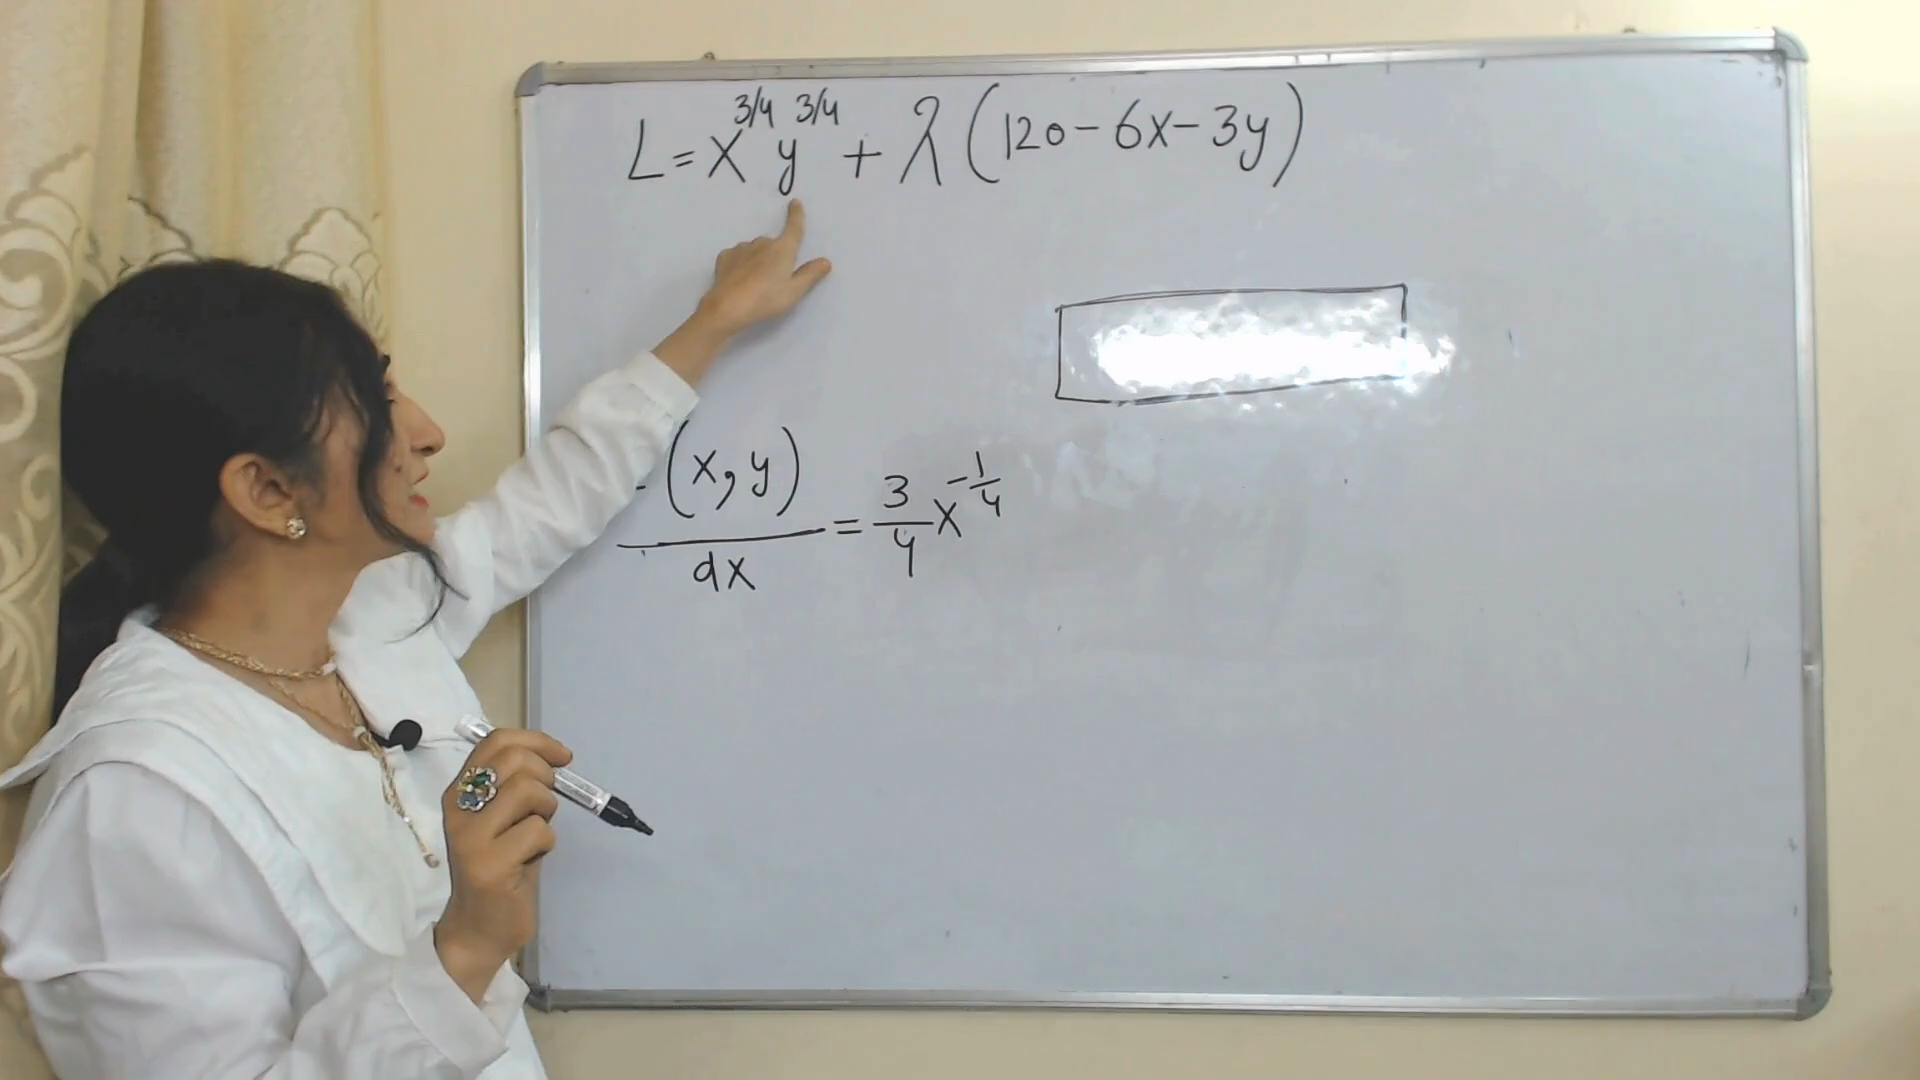 L = x^3/4 y^3/4 + λ (120 - 6x - 3y)
(x, y)
dx
= 3/4 x^-1/4